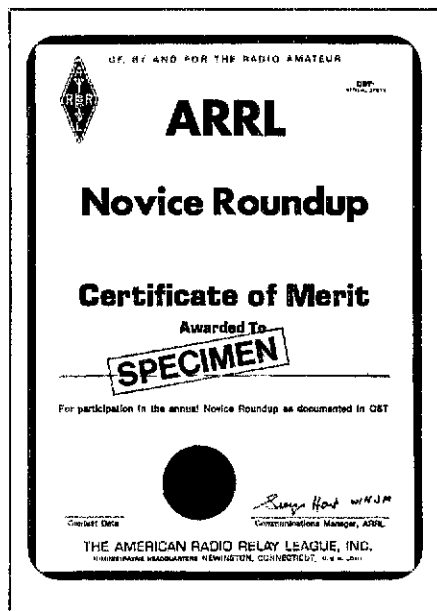 OF, BY AND FOR THE RADIO AMATEUR
ARRL
Novice Roundup
Certificate of Merit
Awarded To
SPECIMEN
For participation in the annual Novice Roundup as documented in QST
Contest Date
Communications Manager, ARRL
THE AMERICAN RADIO RELAY LEAGUE, INC.
ADMINISTRATIVE HEADQUARTERS NEWINGTON, CONNECTICUT, U.S.A.